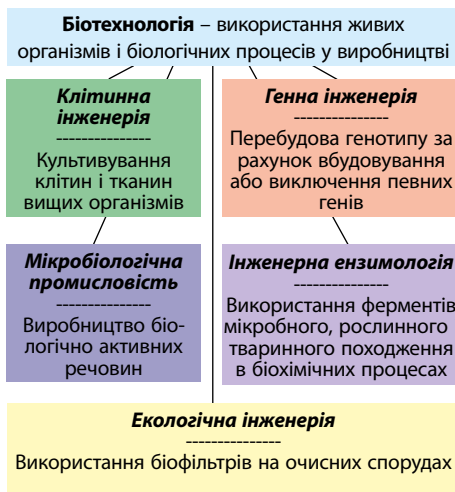 Біотехнологія – використання живих
організмів і біологічних процесів у виробництві
Клітинна
інженерія
---------------
Культивування
клітин і тканин
вищих організмів
Генна інженерія
---------------
Перебудова генотипу за
рахунок вбудовування
або виключення певних
генів
Мікробіологічна
промисловість
---------------
Виробництво біо-
логічно активних
речовин
Інженерна ензимологія
---------------
Використання ферментів
мікробного, рослинного
тваринного походження
в біохімічних процесах
Екологічна інженерія
---------------
Використання біофільтрів на очисних спорудах